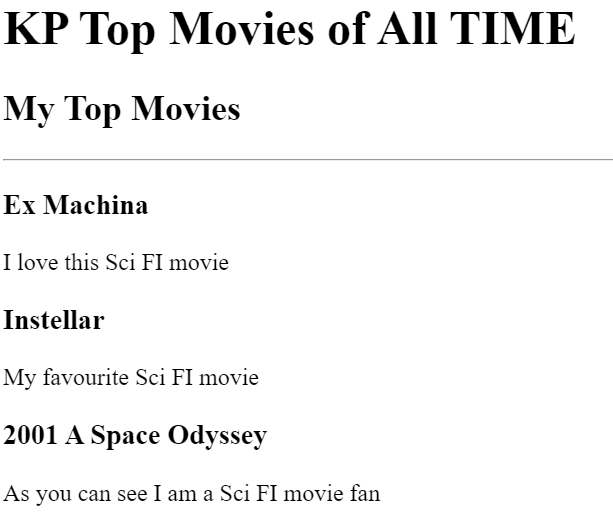 KP Top Movies of All TIME
My Top Movies
Ex Machina
I love this Sci FI movie
Instellar
My favourite Sci FI movie
2001 A Space Odyssey
As you can see I am a Sci FI movie fan